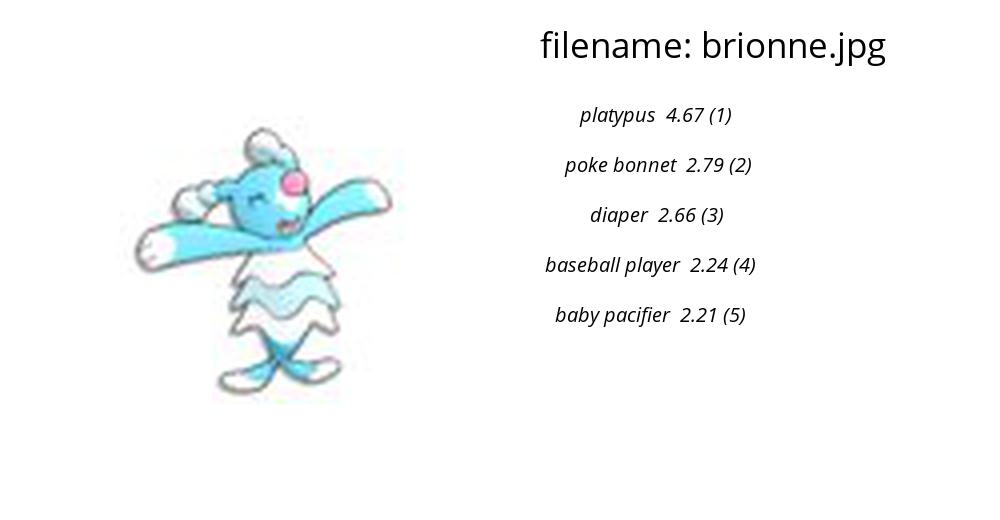 filename: brionne.jpg
platypus 4.67 (1)
poke bonnet 2.79 (2)
diaper 2.66 (3)
baseball player 2.24 (4)
baby pacifier 2.21 (5)